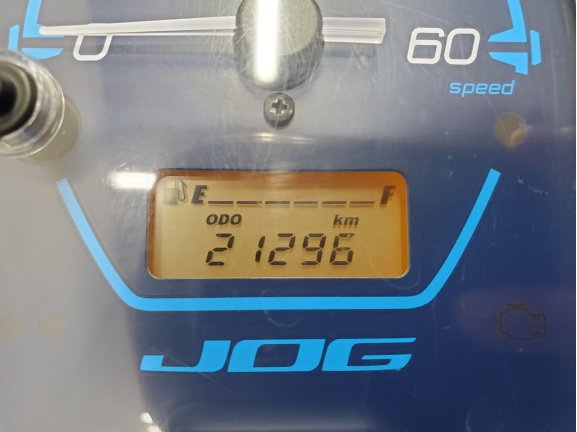 0 60
speed
E F
ODO km
21296
JOG